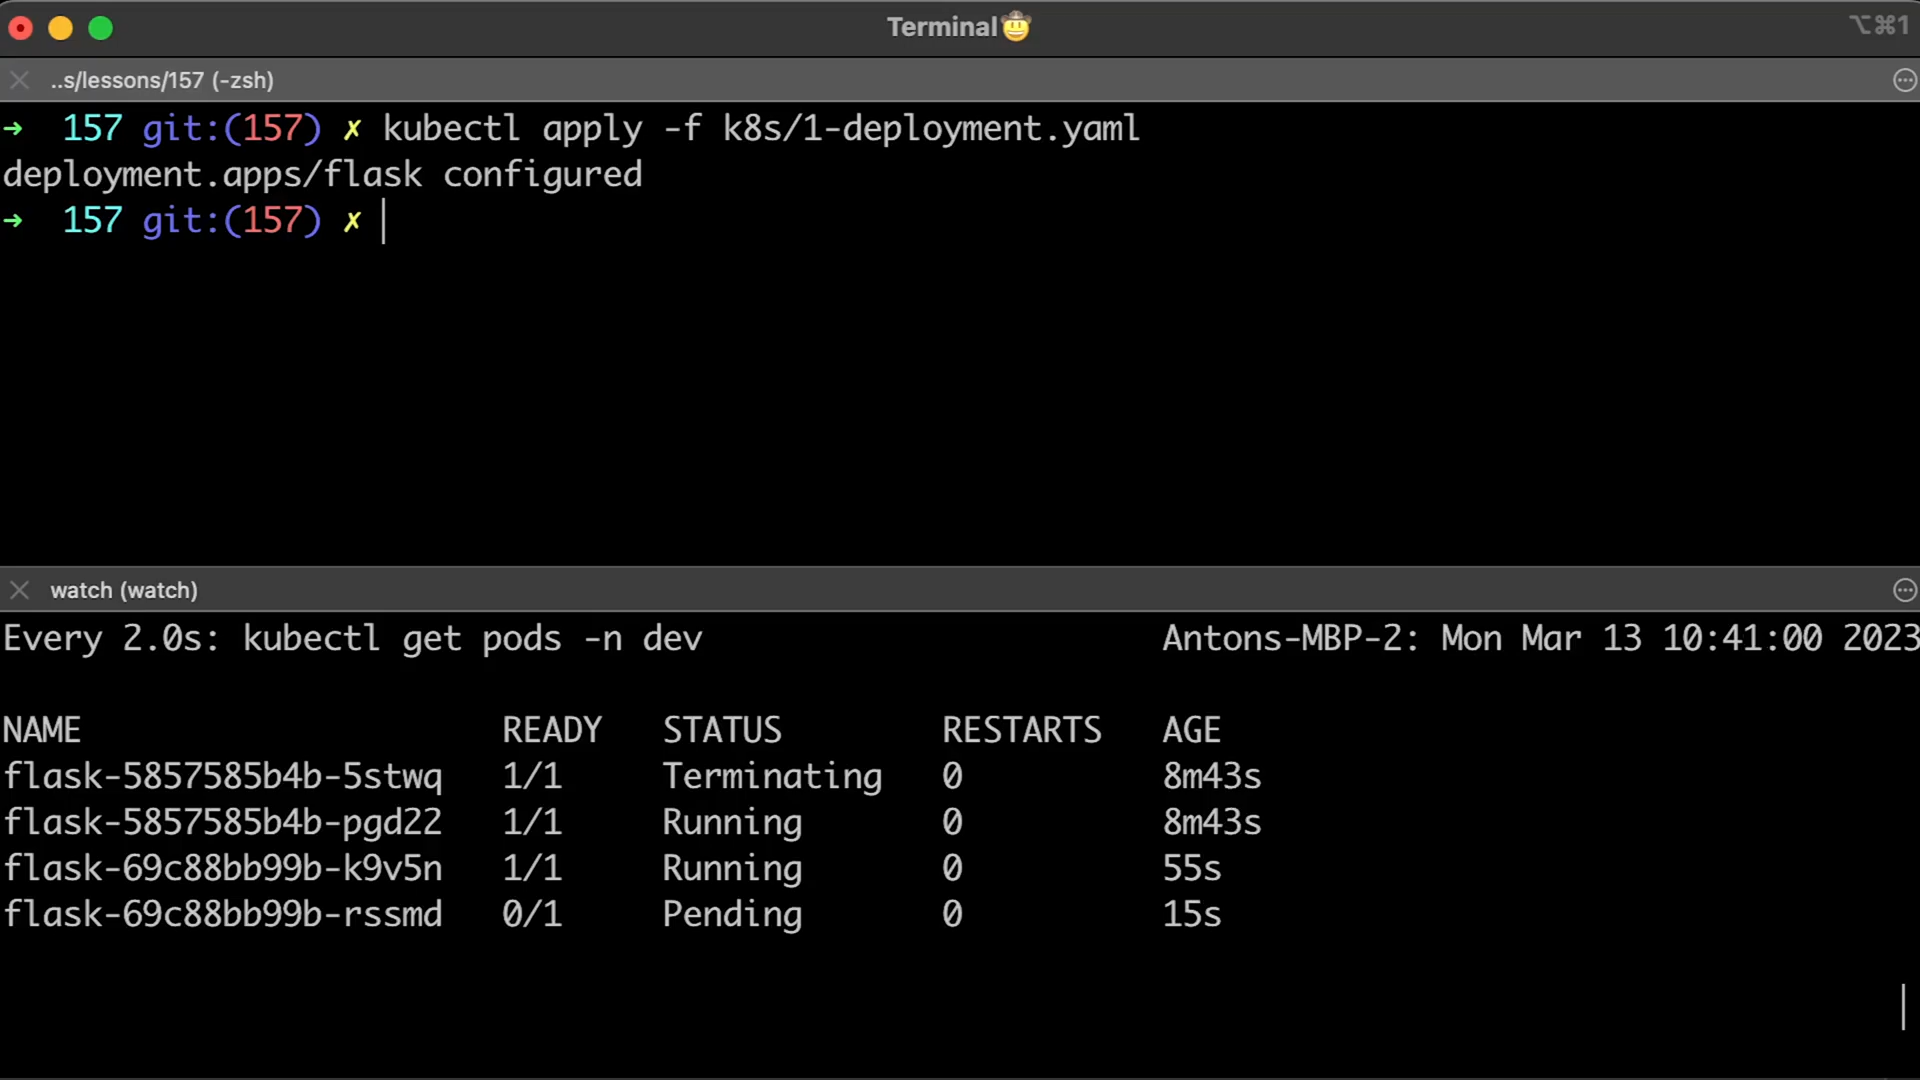 Terminal🤠
⌥⌘1
..s/lessons/157 (-zsh)
→ 157 git:(157) ✗ kubectl apply -f k8s/1-deployment.yaml
deployment.apps/flask configured
→ 157 git:(157) ✗
watch (watch)
Every 2.0s: kubectl get pods -n dev Antons-MBP-2: Mon Mar 13 10:41:00 2023
NAME READY STATUS RESTARTS AGE
flask-5857585b4b-5stwq 1/1 Terminating 0 8m43s
flask-5857585b4b-pgd22 1/1 Running 0 8m43s
flask-69c88bb99b-k9v5n 1/1 Running 0 55s
flask-69c88bb99b-rssmd 0/1 Pending 0 15s